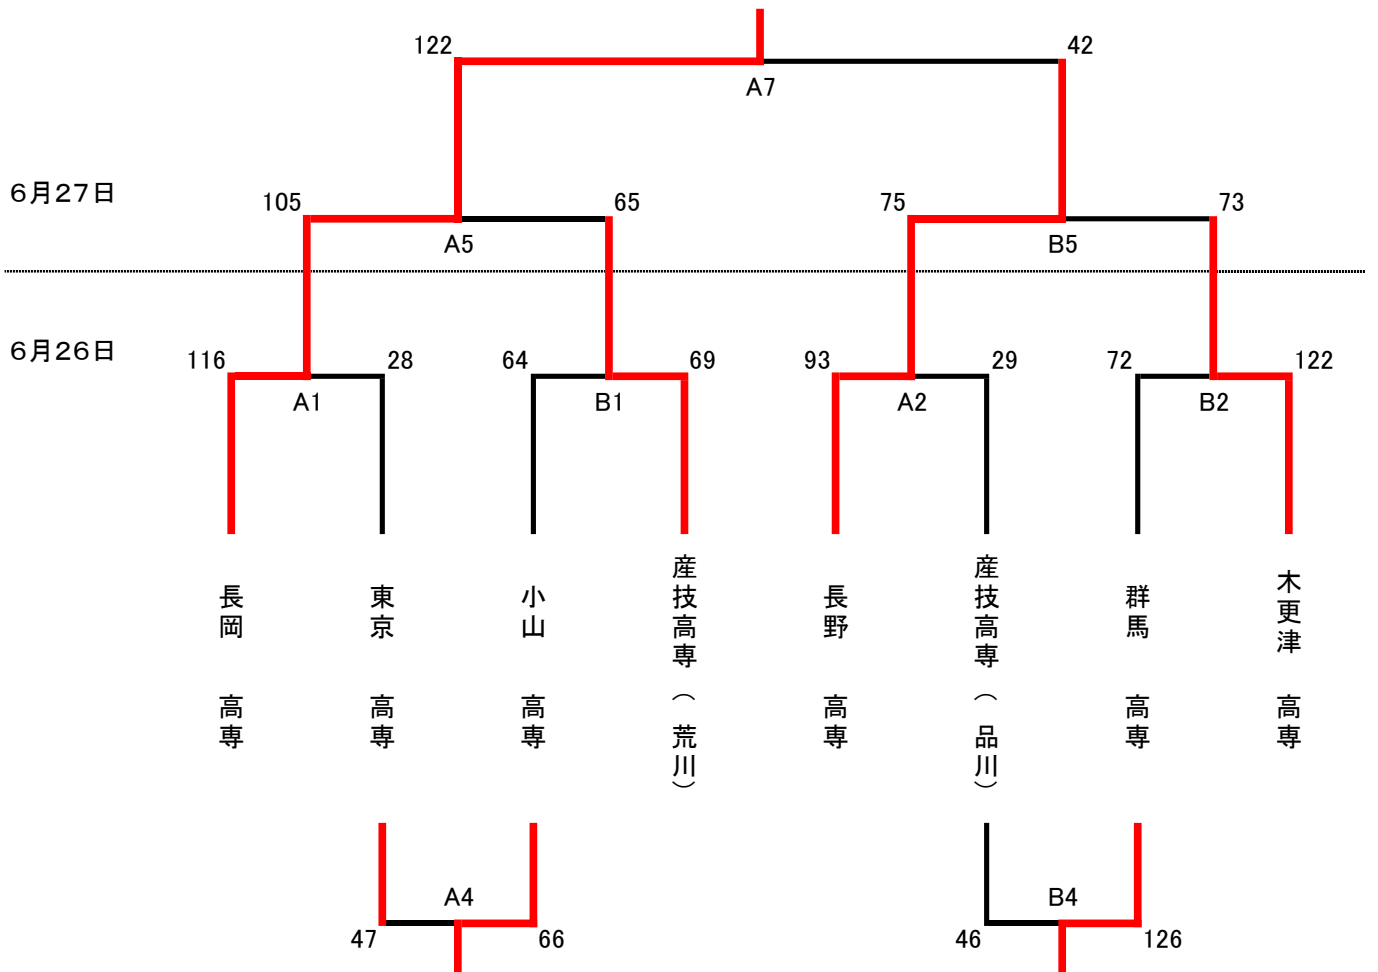 122
42
A7
6月27日
105
65
75
73
A5
B5
6月26日
116
28
64
69
93
29
72
122
A1
B1
A2
B2
長岡 高専
東京 高専
小山 高専
産技高専(荒川)
長野 高専
産技高専(品川)
群馬 高専
木更津 高専
A4
B4
47
66
46
126